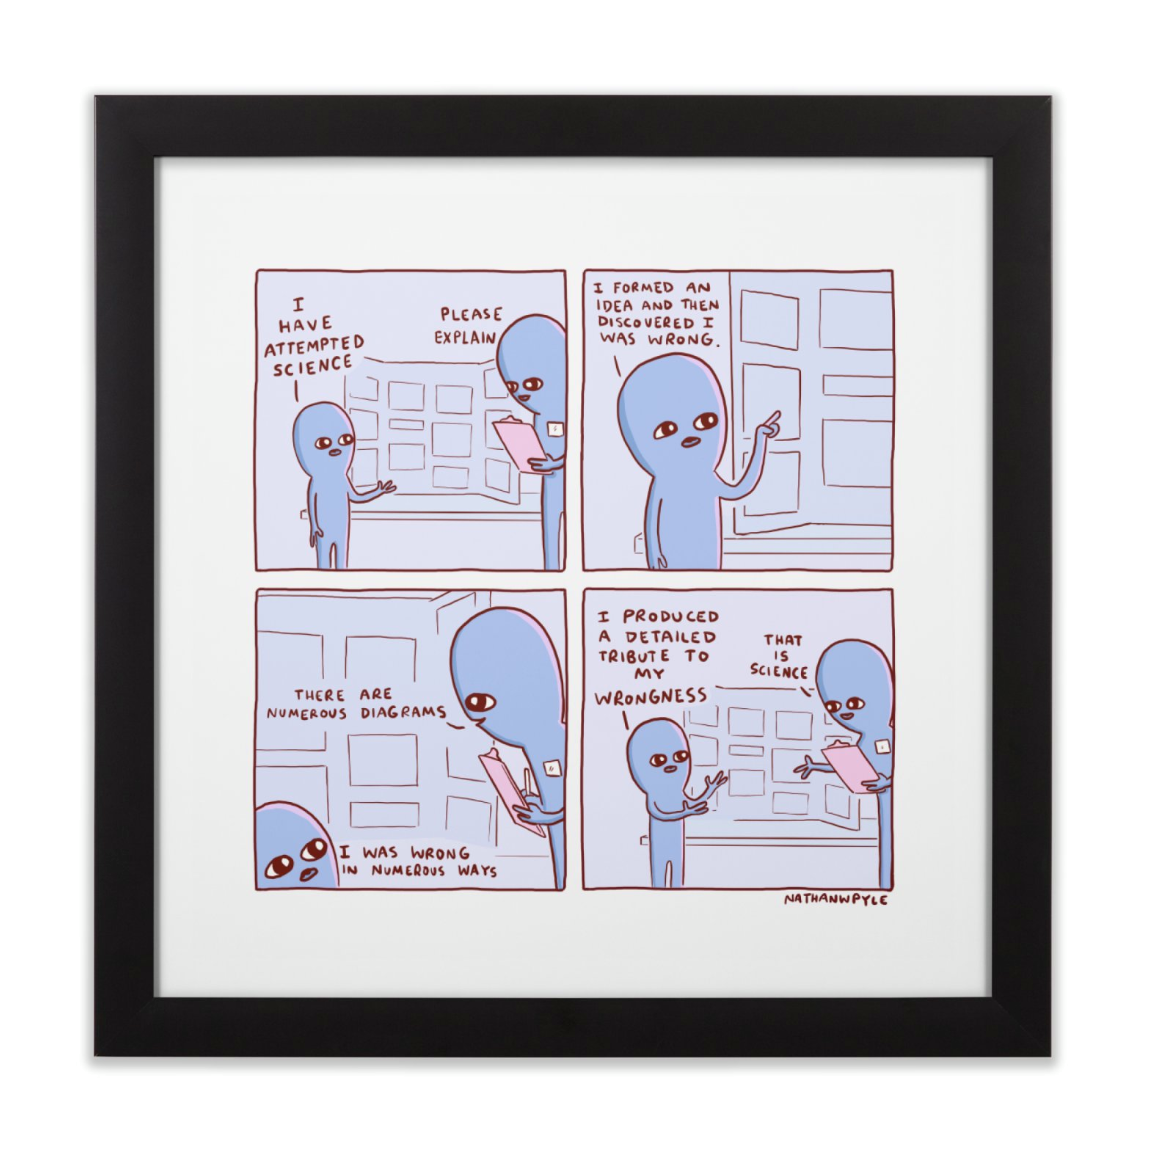 I
HAVE
ATTEMPTED
SCIENCE
PLEASE
EXPLAIN
I FORMED AN
IDEA AND THEN
DISCOVERED I
WAS WRONG.
THERE ARE
NUMEROUS DIAGRAMS
I WAS WRONG
IN NUMEROUS WAYS
I PRODUCED
A DETAILED
TRIBUTE TO
MY
WRONGNESS
THAT
IS
SCIENCE
NATHANWPYLE